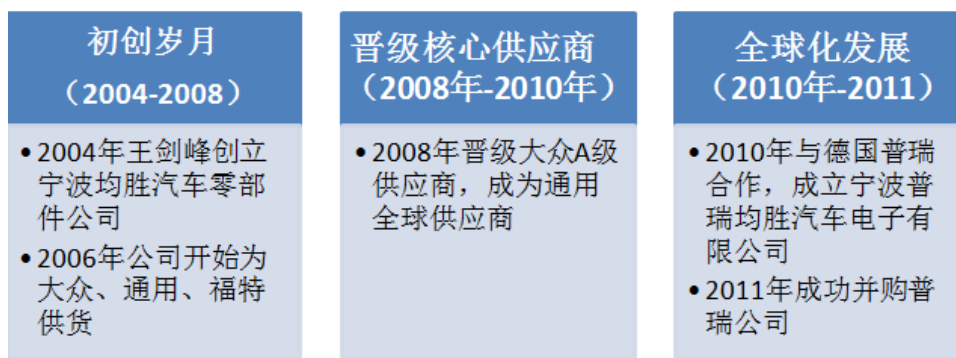 初创岁月
（2004-2008）
•2004年王剑峰创立
宁波均胜汽车零部
件公司
•2006年公司开始为
大众、通用、福特
供货
晋级核心供应商
（2008年-2010年）
•2008年晋级大众A级
供应商，成为通用
全球供应商
全球化发展
（2010年-2011）
•2010年与德国普瑞
合作，成立宁波普
瑞均胜汽车电子有
限公司
•2011年成功并购普
瑞公司